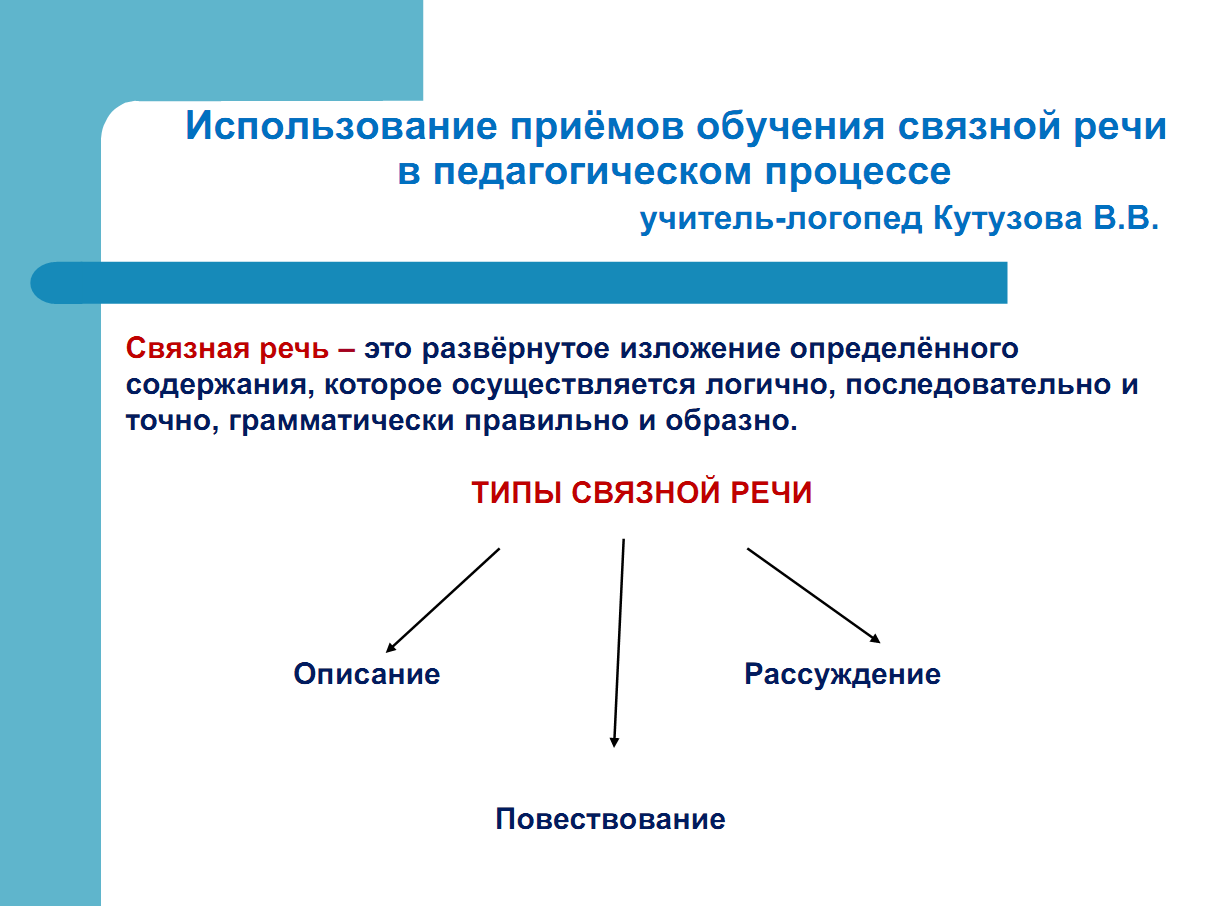 Использование приёмов обучения связной речи
в педагогическом процессе
учитель-логопед Кутузова В.В.
Связная речь – это развёрнутое изложение определённого
содержания, которое осуществляется логично, последовательно и
точно, грамматически правильно и образно.
ТИПЫ СВЯЗНОЙ РЕЧИ
Описание
Рассуждение
Повествование